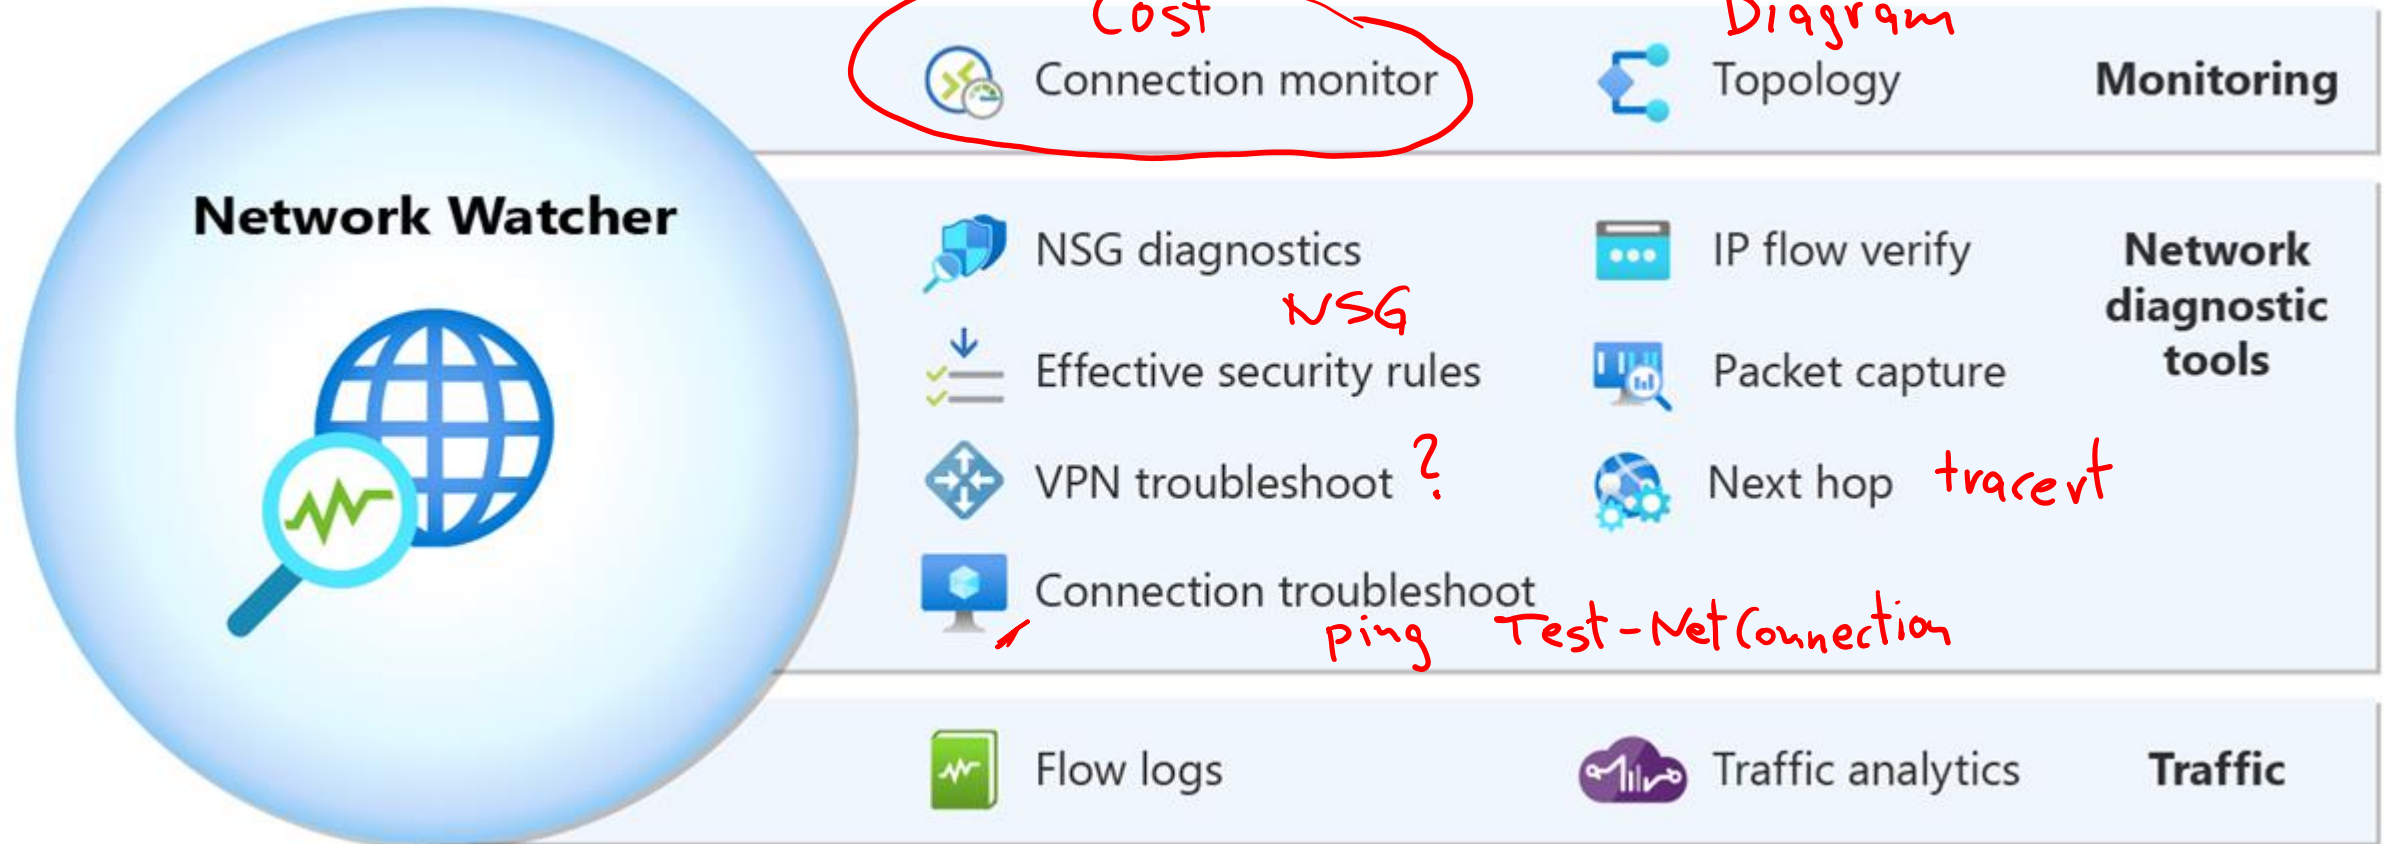 Cost
Diagram
Connection monitor
Topology
Monitoring
Network Watcher
NSG diagnostics
IP flow verify
Network
diagnostic
tools
NSG
Effective security rules
Packet capture
VPN troubleshoot ?
Next hop tracert
Connection troubleshoot
ping Test-NetConnection
Flow logs
Traffic analytics
Traffic